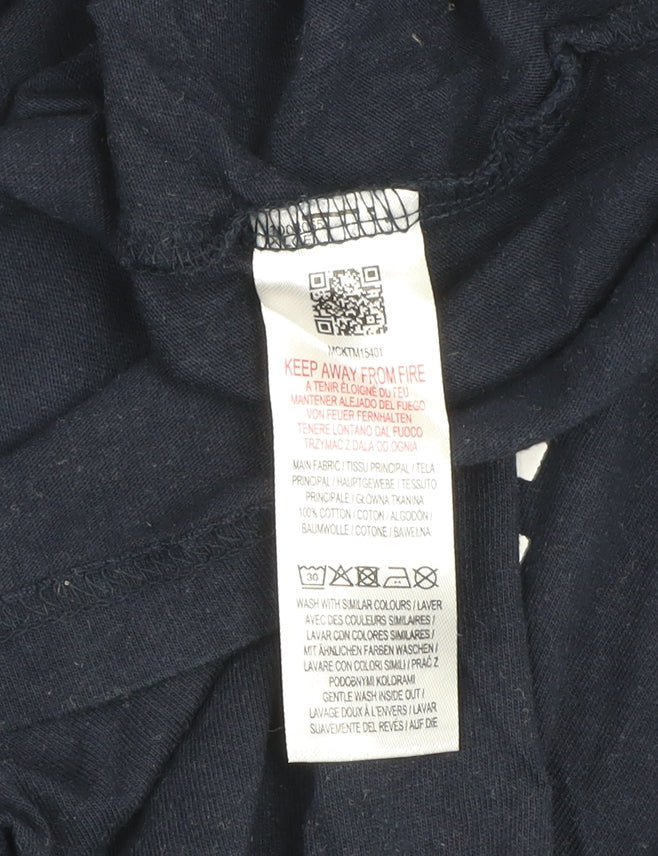 MCKTM15401
KEEP AWAY FROM FIRE
A TENIR ÉLOIGNÉ DU FEU
MANTENER ALEJADO DEL FUEGO
VON FEUER FERNHALTEN
TENERE LONTANO DAL FUOCO
TRZYMAC Z DALA OD OGNIA
MAIN FABRIC / TISSU PRINCIPAL / TELA
PRINCIPAL / HAUPTGEWEBE / TESSUTO
PRINCIPALE / GŁÓWNA TKANINA
100% COTTON / COTON / ALGODÓN /
BAUMWOLLE / COTONE / BAWEŁNA
30
WASH WITH SIMILAR COLOURS / LAVER
AVEC DES COULEURS SIMILAIRES /
LAVAR CON COLORES SIMILARES /
MIT ÄHNLICHEN FARBEN WASCHEN /
LAVARE CON COLORI SIMILI / PRAĆ Z
PODOBNYMI KOLORAMI
GENTLE WASH INSIDE OUT /
LAVAGE DOUX À L'ENVERS / LAVAR
SUAVEMENTE DEL REVÉS / AUF DIE